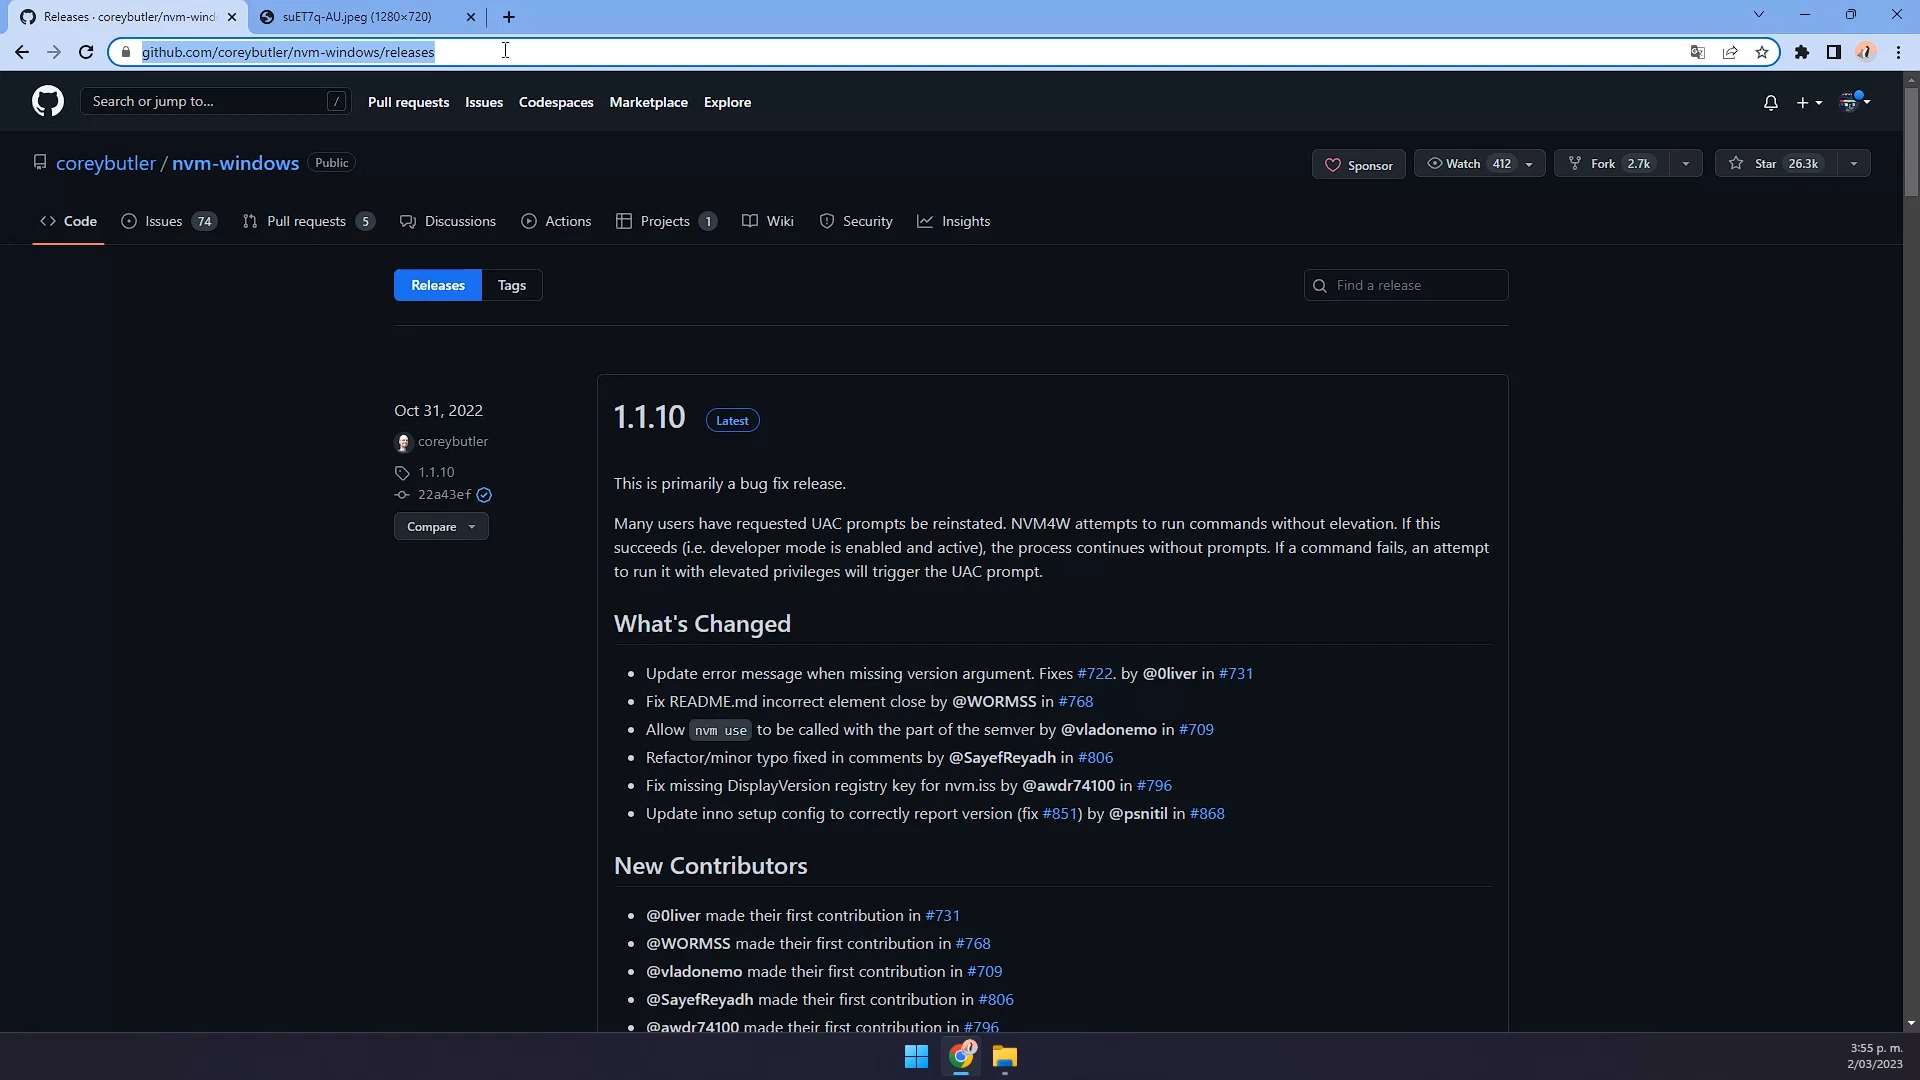 Releases · coreybutler/nvm-wind
suET7q-AU.jpeg (1280×720)
github.com/coreybutler/nvm-windows/releases
Search or jump to... /
Pull requests Issues Codespaces Marketplace Explore
coreybutler / nvm-windows Public
Sponsor Watch 412 Fork 2.7k Star 26.3k
Code Issues 74 Pull requests 5 Discussions Actions Projects 1 Wiki Security Insights
Releases Tags
Find a release
Oct 31, 2022
coreybutler
1.1.10
22a43ef
Compare
1.1.10 Latest
This is primarily a bug fix release.
Many users have requested UAC prompts be reinstated. NVM4W attempts to run commands without elevation. If this
succeeds (i.e. developer mode is enabled and active), the process continues without prompts. If a command fails, an attempt
to run it with elevated privileges will trigger the UAC prompt.
What's Changed
Update error message when missing version argument. Fixes #722. by @0liver in #731
Fix README.md incorrect element close by @WORMSS in #768
Allow nvm use to be called with the part of the semver by @vladonemo in #709
Refactor/minor typo fixed in comments by @SayefReyadh in #806
Fix missing DisplayVersion registry key for nvm.iss by @awdr74100 in #796
Update inno setup config to correctly report version (fix #851) by @psnitil in #868
New Contributors
@0liver made their first contribution in #731
@WORMSS made their first contribution in #768
@vladonemo made their first contribution in #709
@SayefReyadh made their first contribution in #806
@awdr74100 made their first contribution in #796
3:55 p. m.
2/03/2023